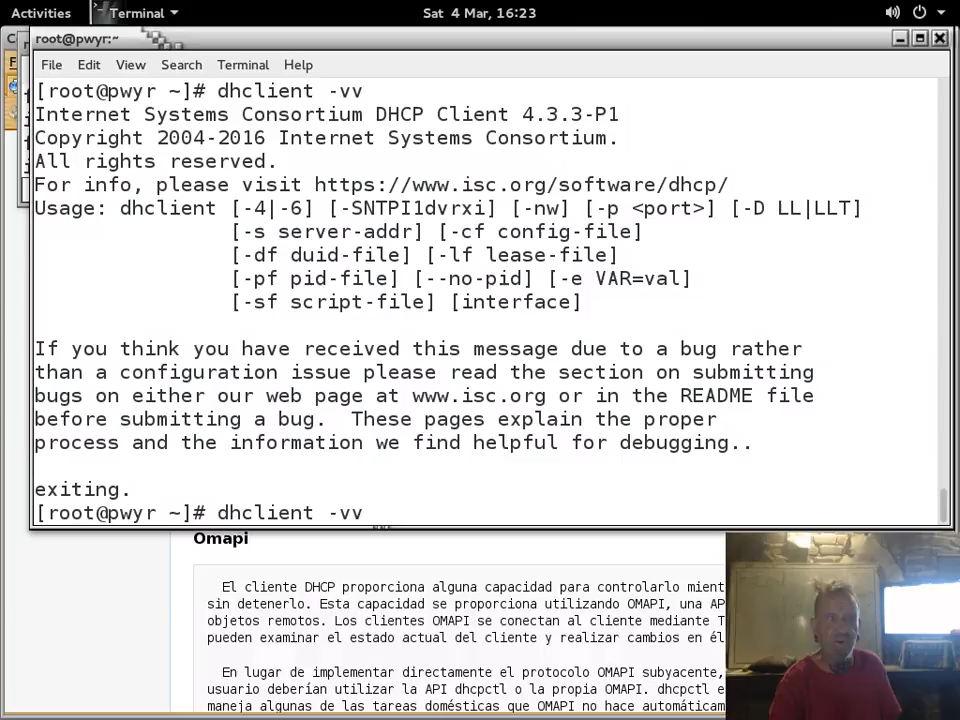 Activities
Terminal
Sat 4 Mar, 16:23
root@pwyr:~
File Edit View Search Terminal Help
[root@pwyr ~]# dhclient -vv
Internet Systems Consortium DHCP Client 4.3.3-P1
Copyright 2004-2016 Internet Systems Consortium.
All rights reserved.
For info, please visit https://www.isc.org/software/dhcp/
Usage: dhclient [-4|-6] [-SNTPI1dvrxi] [-nw] [-p <port>] [-D LL|LLT]
[-s server-addr] [-cf config-file]
[-df duid-file] [-lf lease-file]
[-pf pid-file] [--no-pid] [-e VAR=val]
[-sf script-file] [interface]
If you think you have received this message due to a bug rather
than a configuration issue please read the section on submitting
bugs on either our web page at www.isc.org or in the README file
before submitting a bug.  These pages explain the proper
process and the information we find helpful for debugging..
exiting.
[root@pwyr ~]# dhclient -vv
Omapi
El cliente DHCP proporciona alguna capacidad para controlarlo mient
sin detenerlo. Esta capacidad se proporciona utilizando OMAPI, una AP
objetos remotos. Los clientes OMAPI se conectan al cliente mediante T
pueden examinar el estado actual del cliente y realizar cambios en él
En lugar de implementar directamente el protocolo OMAPI subyacente,
usuario deberían utilizar la API dhcpctl o la propia OMAPI. dhcpctl e
maneja algunas de las tareas domésticas que OMAPI no hace automáticam